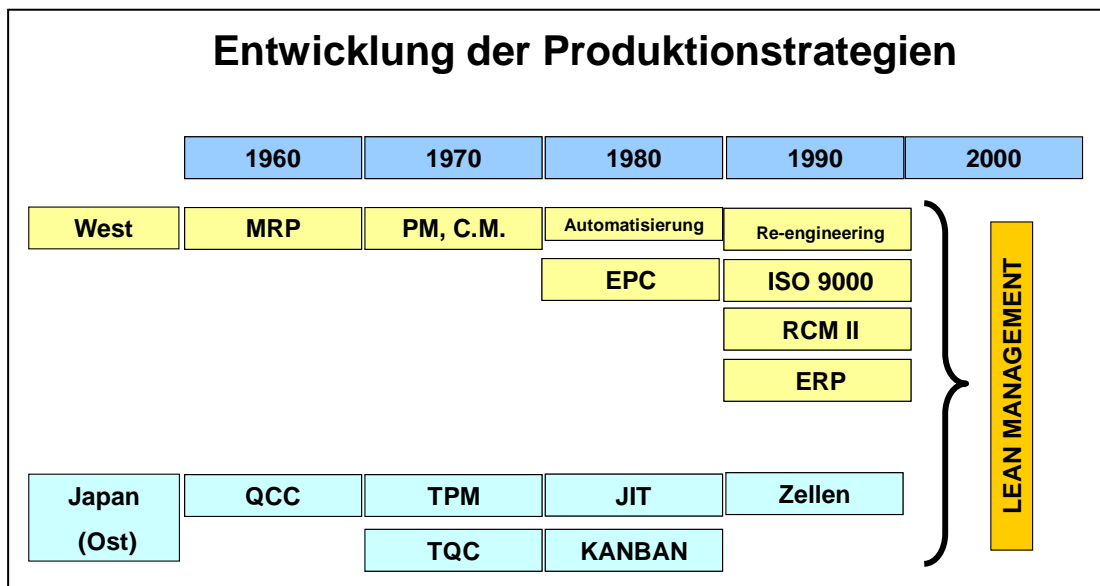 Entwicklung der Produktionstrategien
1960 1970 1980 1990 2000
West MRP PM, C.M. Automatisierung Re-engineering
EPC ISO 9000
RCM II
ERP
LEAN MANAGEMENT
Japan QCC TPM JIT Zellen
(Ost) TQC KANBAN